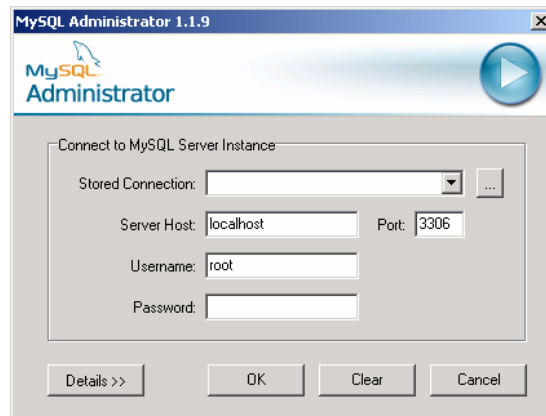 MySQL Administrator 1.1.9
MySQL
Administrator
Connect to MySQL Server Instance
Stored Connection:
...
Server Host: localhost Port: 3306
Username: root
Password:
Details >> OK Clear Cancel